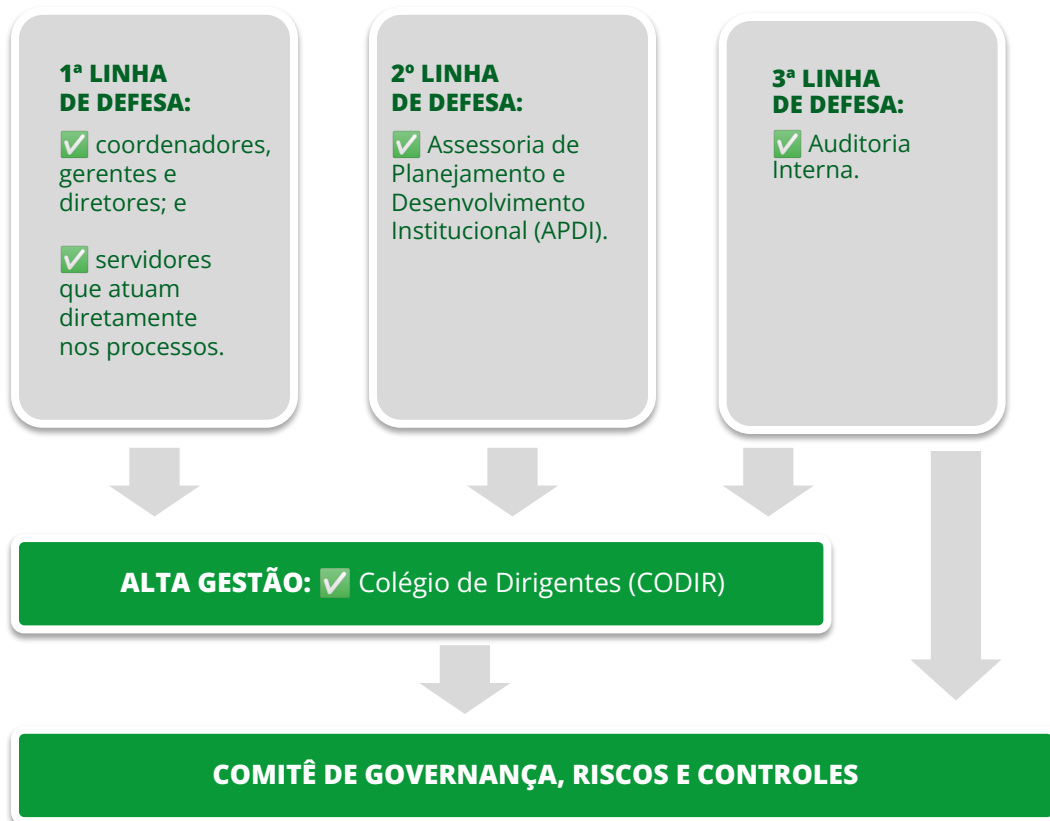 1ª LINHA
DE DEFESA:
✅ coordenadores,
gerentes e
diretores; e
✅ servidores
que atuam
diretamente
nos processos.
2º LINHA
DE DEFESA:
✅ Assessoria de
Planejamento e
Desenvolvimento
Institucional (APDI).
3ª LINHA
DE DEFESA:
✅ Auditoria
Interna.
ALTA GESTÃO: ✅ Colégio de Dirigentes (CODIR)
COMITÊ DE GOVERNANÇA, RISCOS E CONTROLES